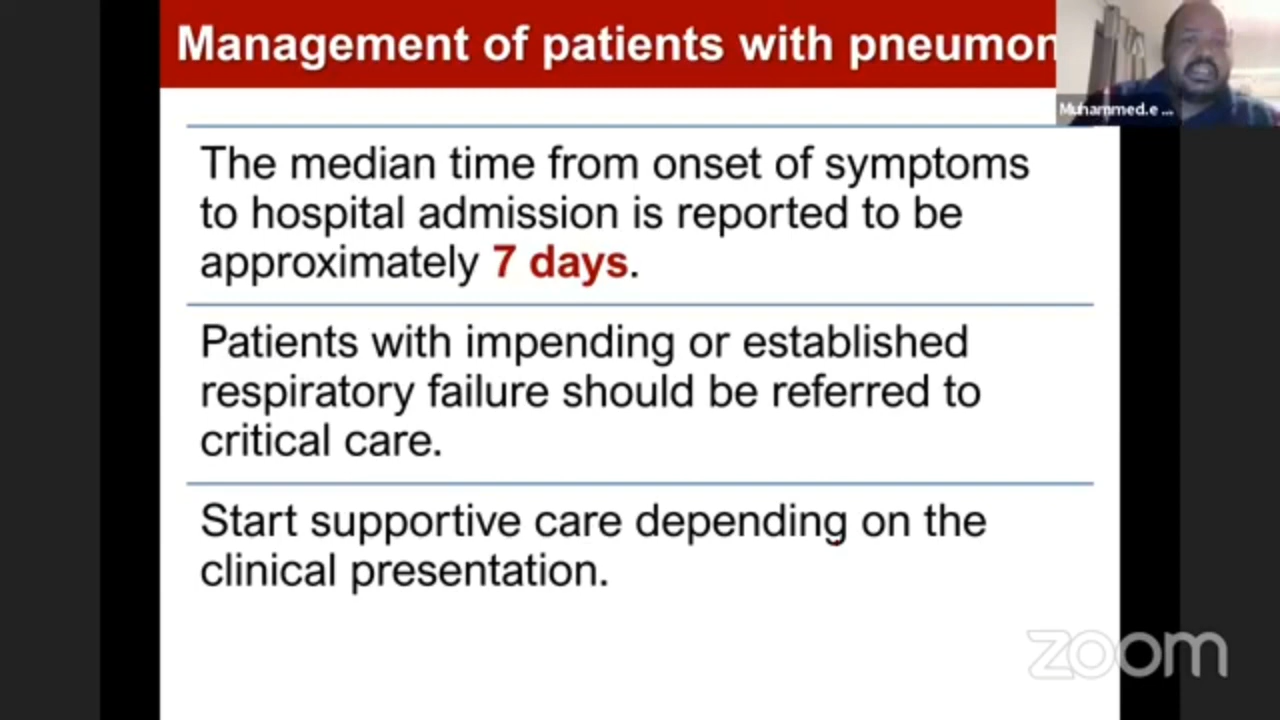 Management of patients with pneumon
Muhammed.e ...
The median time from onset of symptoms
to hospital admission is reported to be
approximately 7 days.
Patients with impending or established
respiratory failure should be referred to
critical care.
Start supportive care depending on the
clinical presentation.
zoom